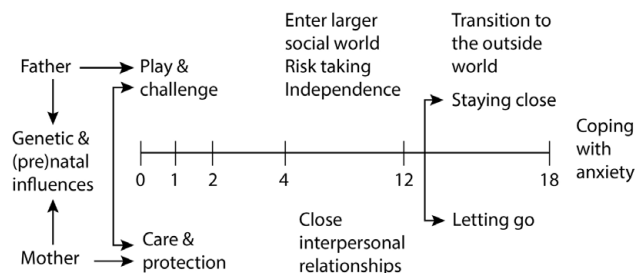 Father
Play &
challenge
Enter larger
social world
Risk taking
Independence
Transition to
the outside
world
Staying close
Genetic &
(pre)natal
influences
0 1 2 4 12 18
Coping
with
anxiety
Mother
Care &
protection
Close
interpersonal
relationships
Letting go